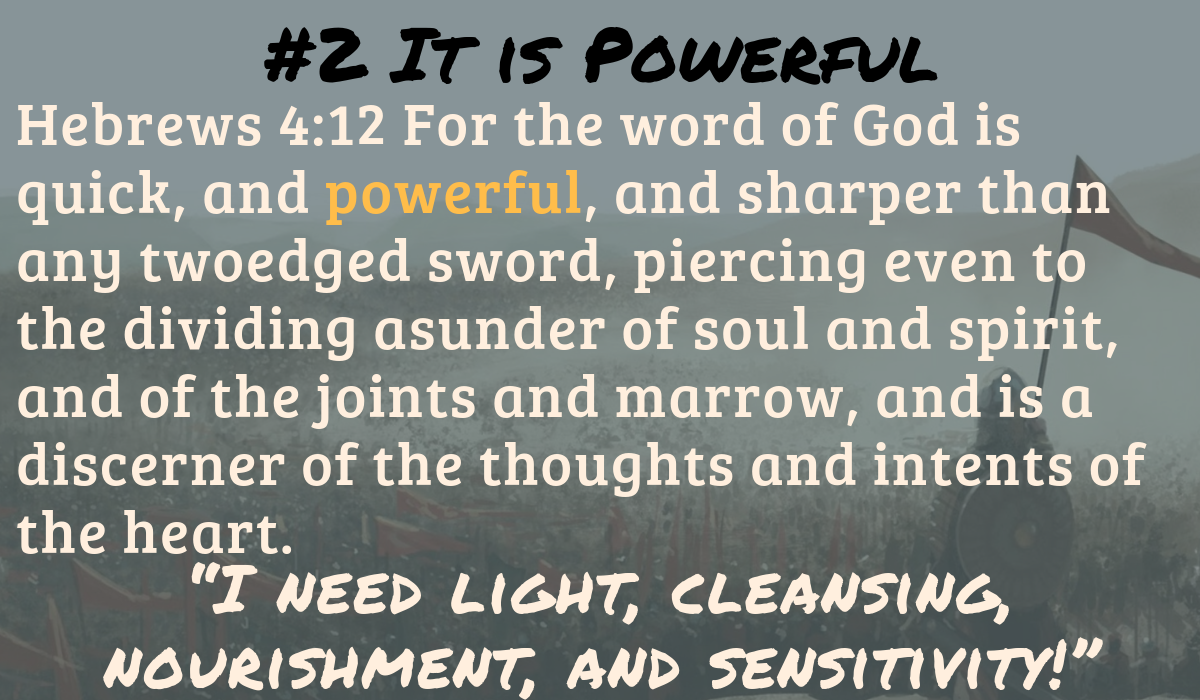 #2 It is Powerful
Hebrews 4:12 For the word of God is
quick, and powerful, and sharper than
any twoedged sword, piercing even to
the dividing asunder of soul and spirit,
and of the joints and marrow, and is a
discerner of the thoughts and intents of
the heart.
“I need light, cleansing,
nourishment, and sensitivity!”